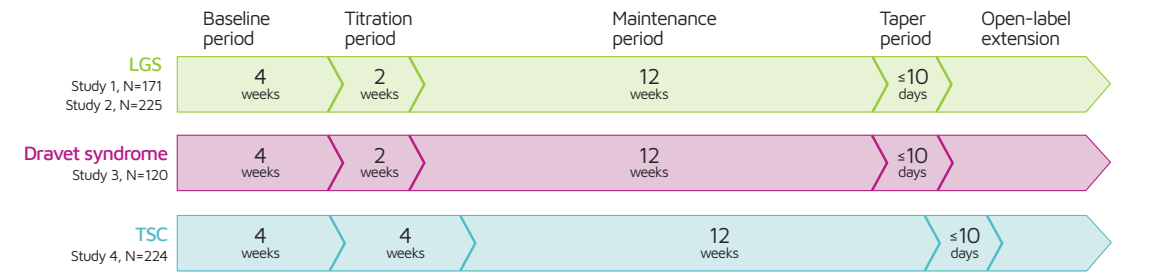 Baseline period
Titration period
Maintenance period
Taper period
Open-label extension
LGS
Study 1, N=171
Study 2, N=225
4 weeks
2 weeks
12 weeks
≤10 days
Dravet syndrome
Study 3, N=120
4 weeks
2 weeks
12 weeks
≤10 days
TSC
Study 4, N=224
4 weeks
4 weeks
12 weeks
≤10 days